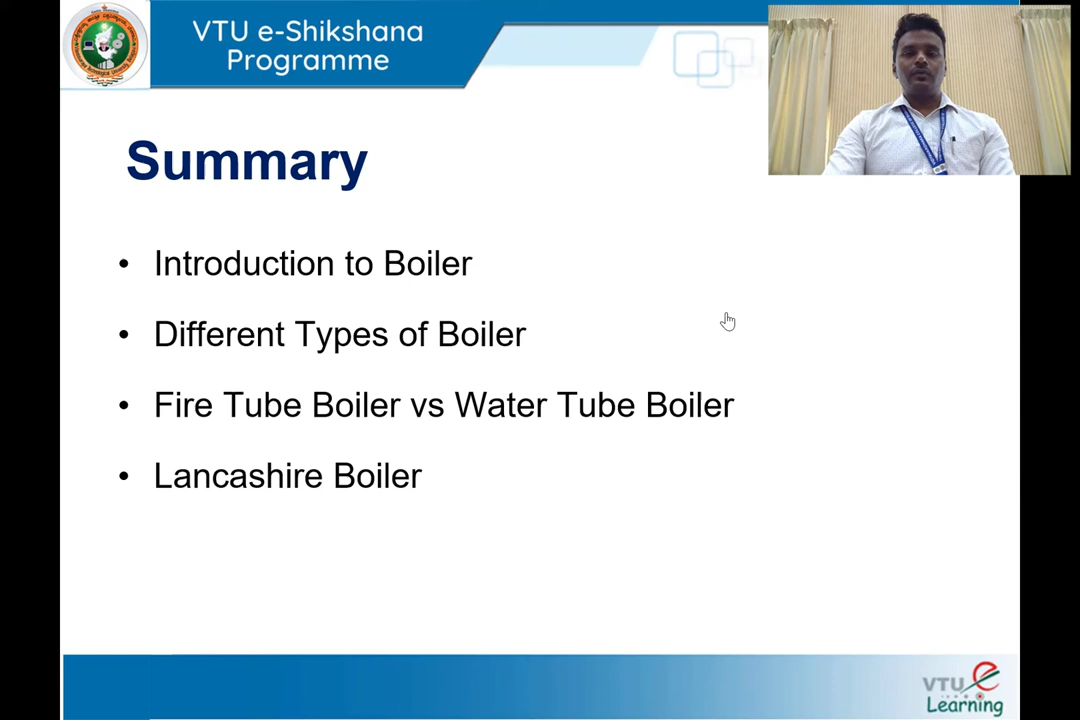 VTU e-Shikshana
Programme
Summary
• Introduction to Boiler
• Different Types of Boiler
• Fire Tube Boiler vs Water Tube Boiler
• Lancashire Boiler
VTU e
Learning